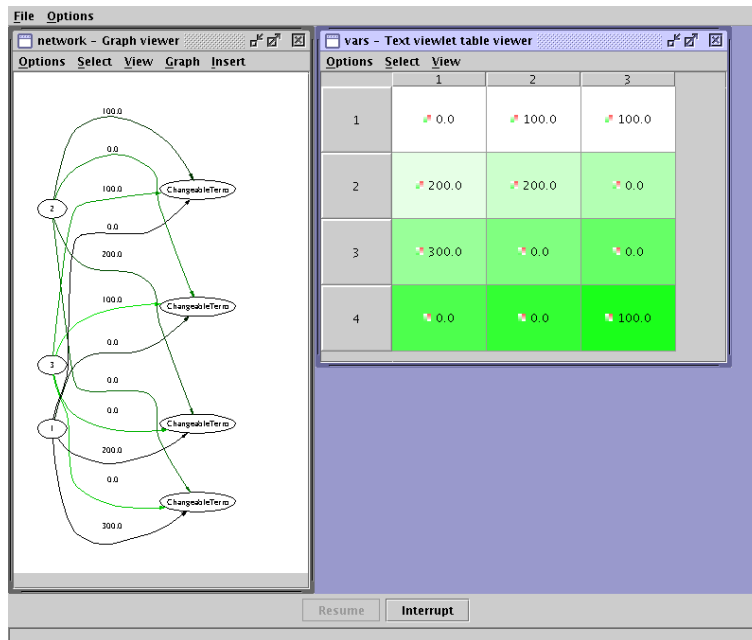 File Options
network - Graph viewer
Options Select View Graph Insert
100.0
0.0
100.0
ChangeableTerro
2
0.0
200.0
100.0
ChangeableTerro
0.0
3
0.0
0.0
1
ChangeableTerro
200.0
0.0
ChangeableTerro
300.0
vars - Text viewlet table viewer
Options Select View
1 2 3
1 0.0 100.0 100.0
2 200.0 200.0 0.0
3 300.0 0.0 0.0
4 0.0 0.0 100.0
Resume Interrupt